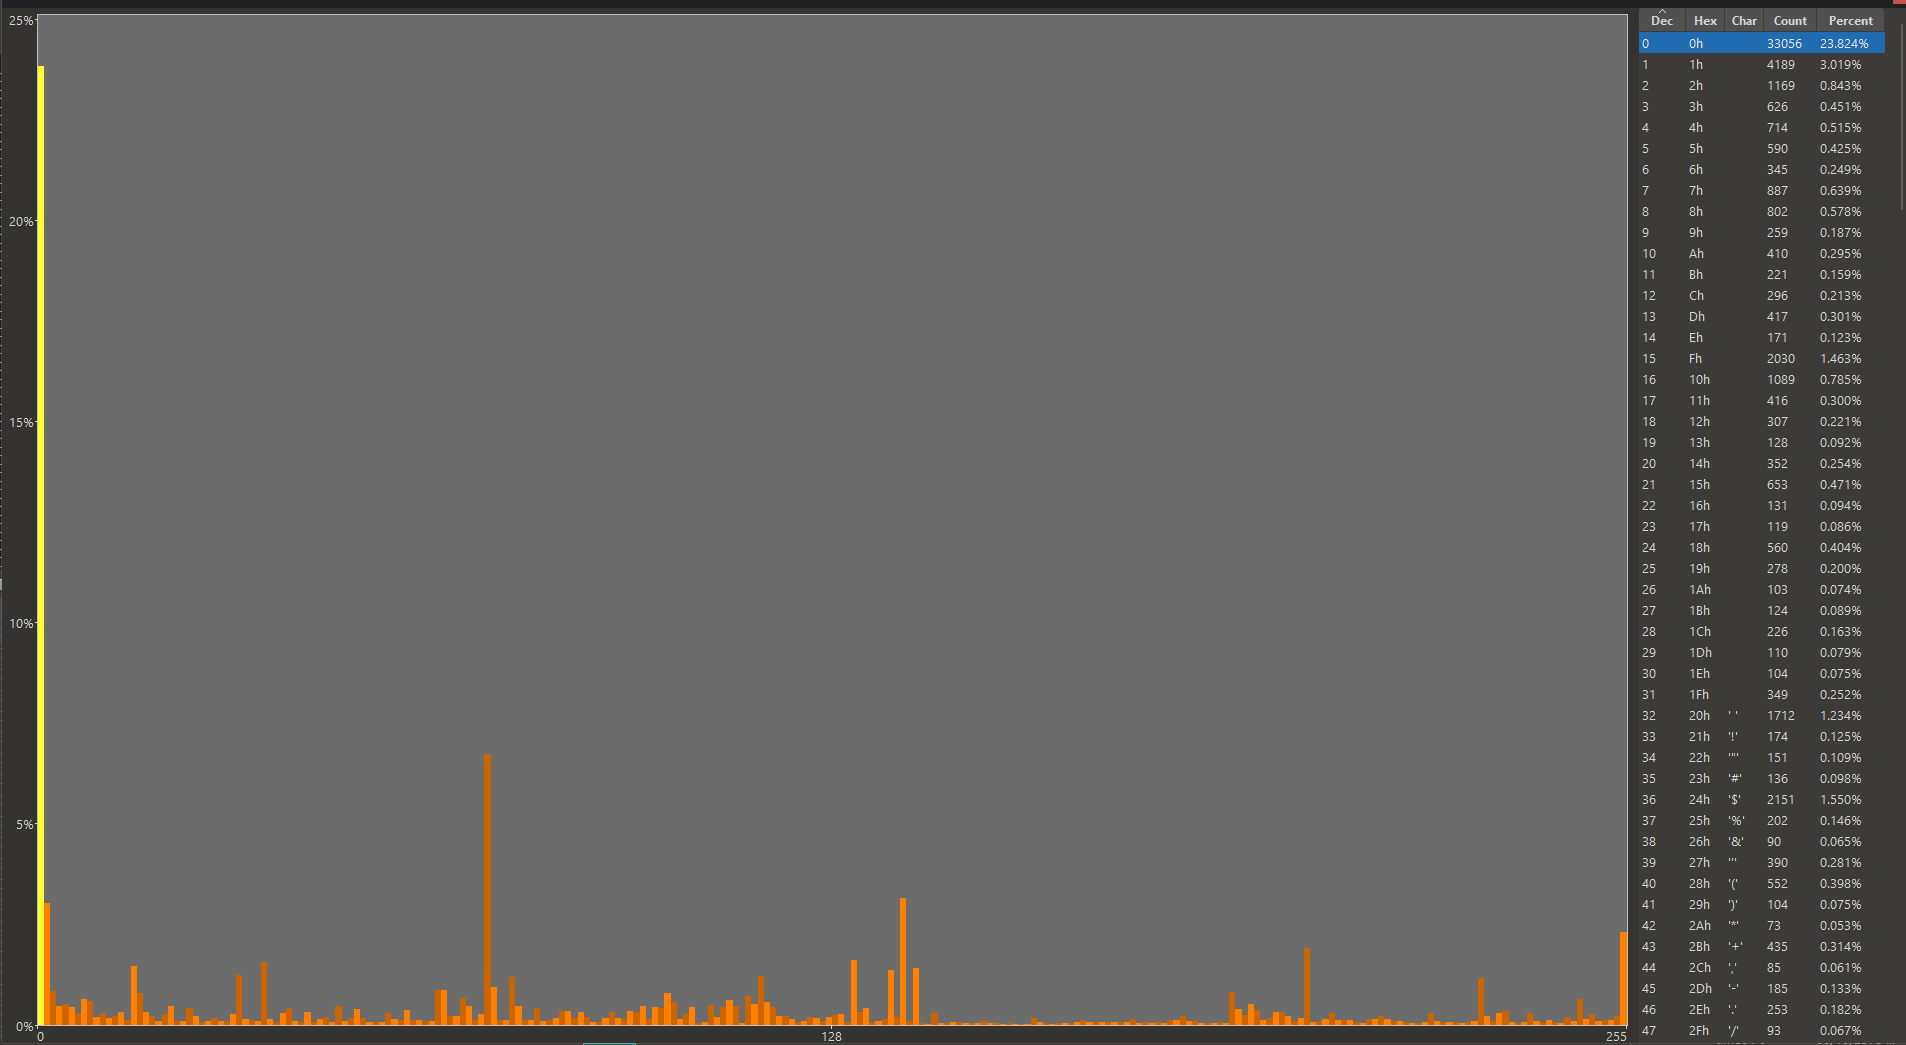 25%
20%
15%
10%
5%
0%
0 128 255
Dec Hex Char Count Percent
0 0h 33056 23.824%
1 1h 4189 3.019%
2 2h 1169 0.843%
3 3h 626 0.451%
4 4h 714 0.515%
5 5h 590 0.425%
6 6h 345 0.249%
7 7h 887 0.639%
8 8h 802 0.578%
9 9h 259 0.187%
10 Ah 410 0.295%
11 Bh 221 0.159%
12 Ch 296 0.213%
13 Dh 417 0.301%
14 Eh 171 0.123%
15 Fh 2030 1.463%
16 10h 1089 0.785%
17 11h 416 0.300%
18 12h 307 0.221%
19 13h 128 0.092%
20 14h 352 0.254%
21 15h 653 0.471%
22 16h 131 0.094%
23 17h 119 0.086%
24 18h 560 0.404%
25 19h 278 0.200%
26 1Ah 103 0.074%
27 1Bh 124 0.089%
28 1Ch 226 0.163%
29 1Dh 110 0.079%
30 1Eh 104 0.075%
31 1Fh 349 0.252%
32 20h ' ' 1712 1.234%
33 21h '!' 174 0.125%
34 22h '"' 151 0.109%
35 23h '#' 136 0.098%
36 24h '$' 2151 1.550%
37 25h '%' 202 0.146%
38 26h '&' 90 0.065%
39 27h ''' 390 0.281%
40 28h '(' 552 0.398%
41 29h ')' 104 0.075%
42 2Ah '*' 73 0.053%
43 2Bh '+' 435 0.314%
44 2Ch ',' 85 0.061%
45 2Dh '-' 185 0.133%
46 2Eh '.' 253 0.182%
47 2Fh '/' 93 0.067%